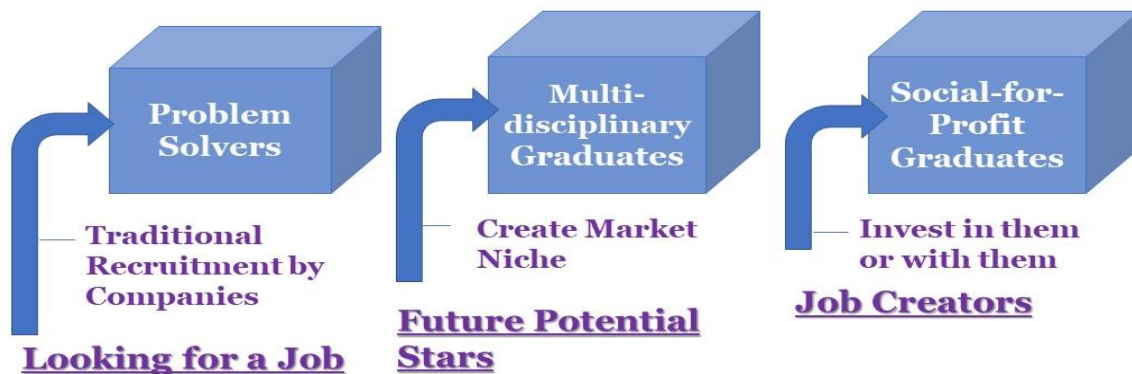 Problem
Solvers
Traditional
Recruitment by
Companies
Looking for a Job
Multi-
disciplinary
Graduates
Create Market
Niche
Future Potential
Stars
Social-for-
Profit
Graduates
Invest in them
or with them
Job Creators